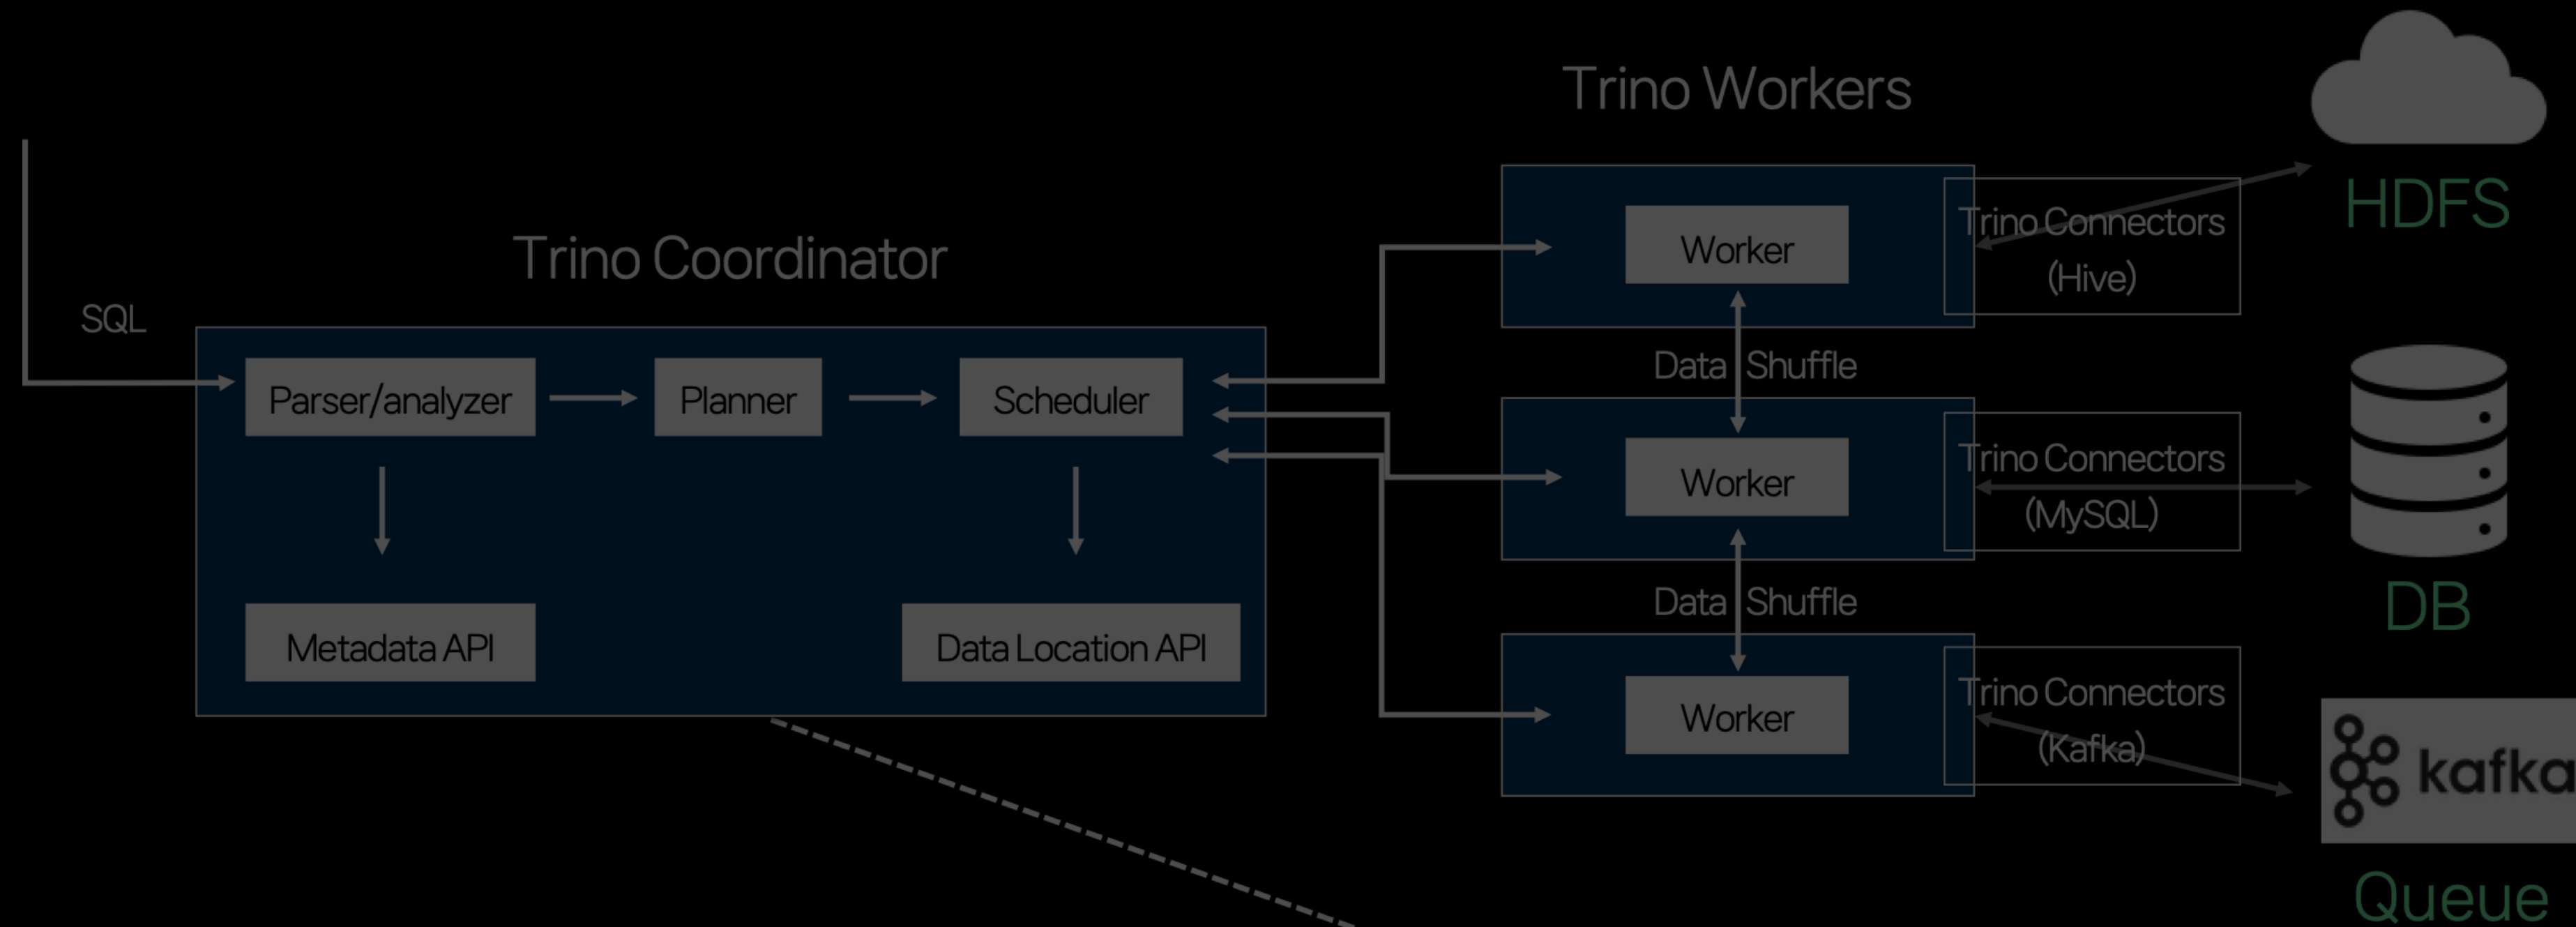 Trino Workers
HDFS
Trino Coordinator
SQL
Parser/analyzer
Planner
Scheduler
Metadata API
Data Location API
Worker
Trino Connectors
(Hive)
Data Shuffle
Worker
Trino Connectors
(MySQL)
DB
Data Shuffle
Worker
Trino Connectors
(Kafka)
kafka
Queue